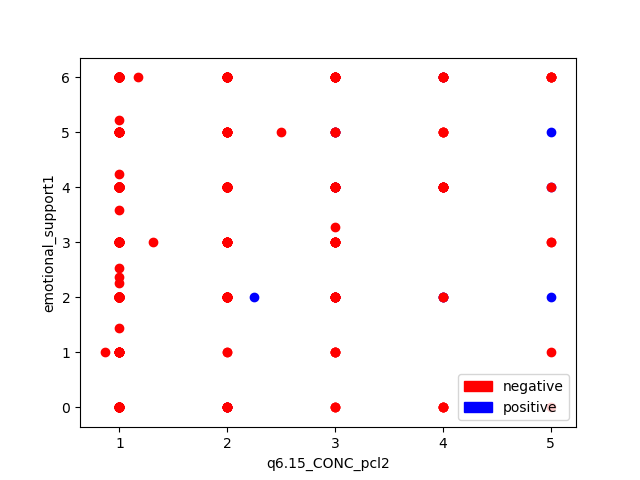 6
5
4
3
2
1
0
emotional_support1
1 2 3 4 5
q6.15_CONC_pcl2
negative
positive